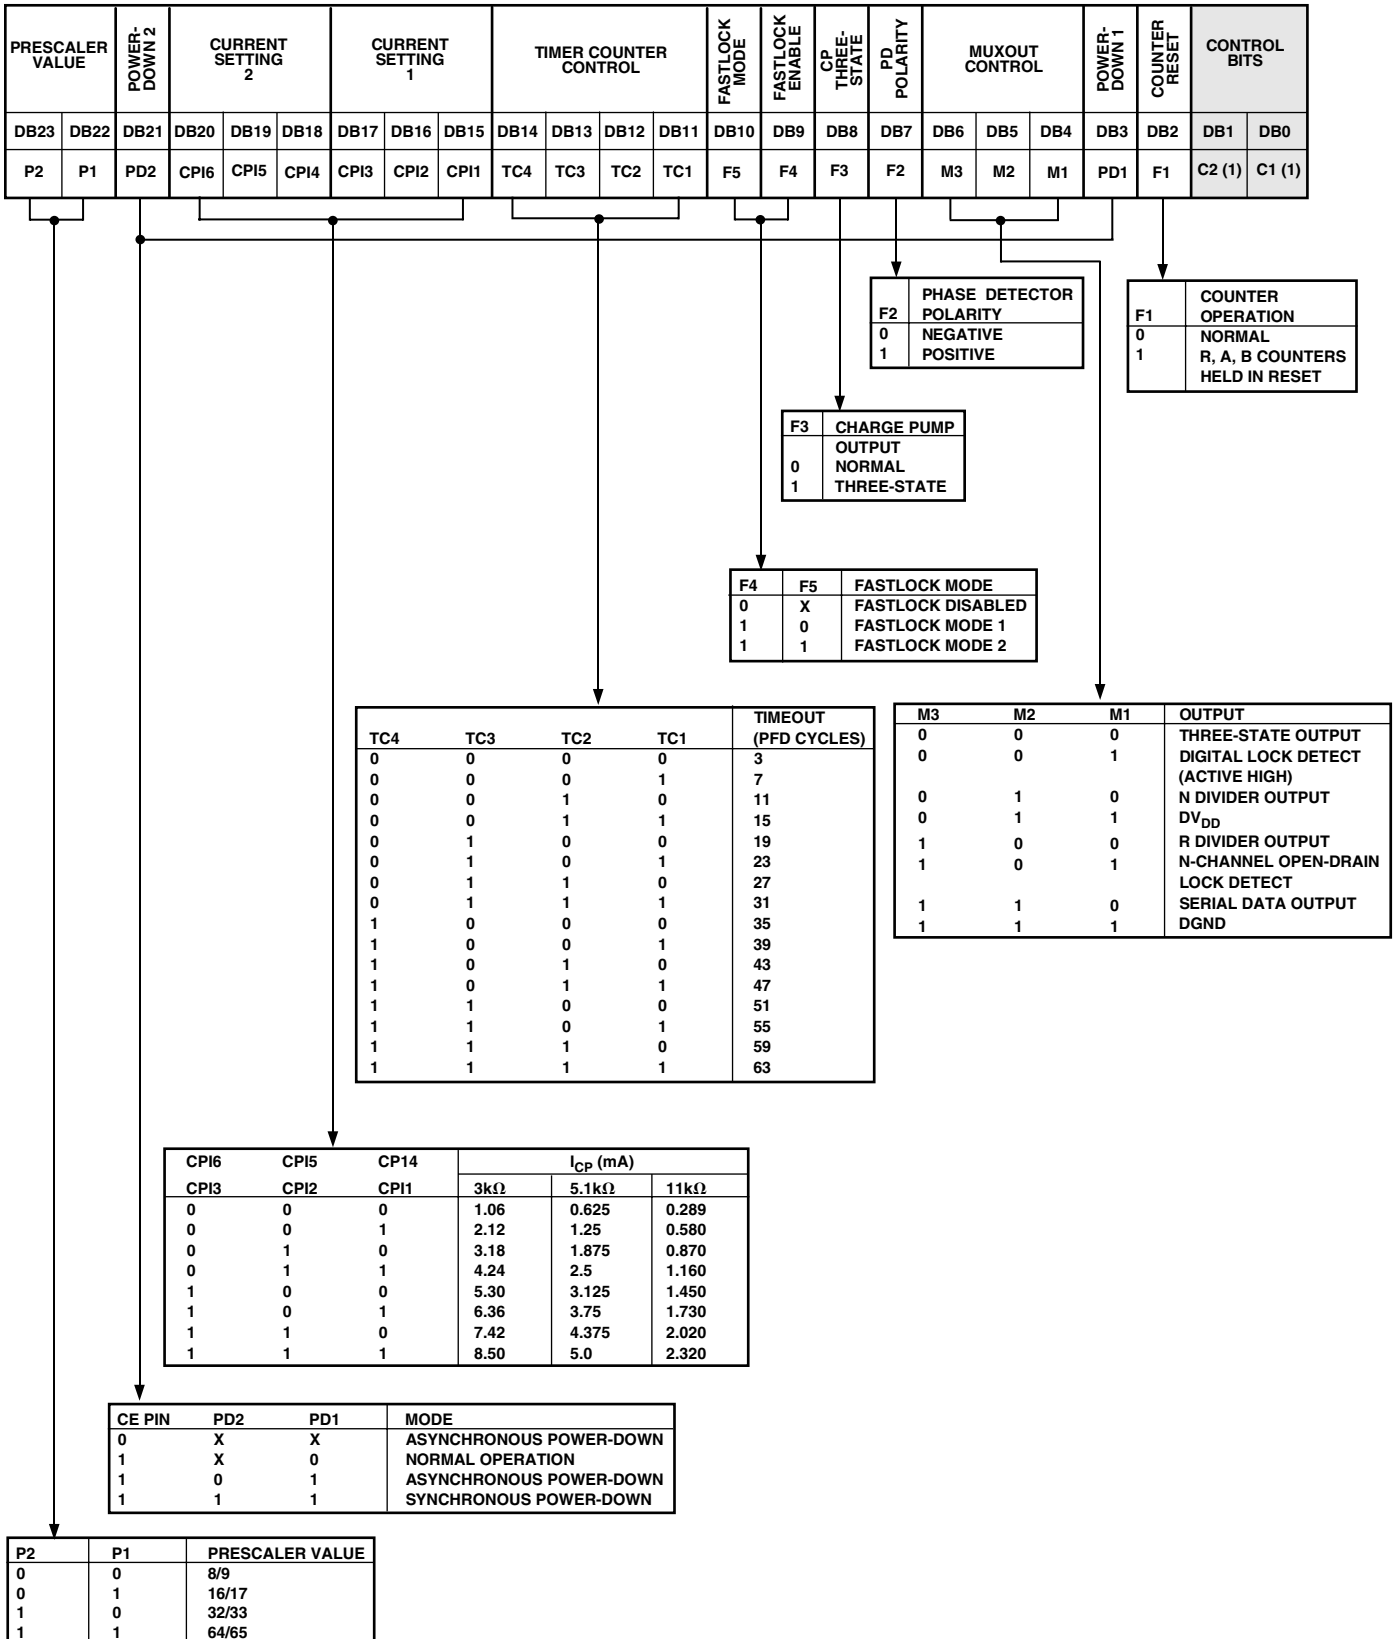 PRESCALER VALUE
POWER-DOWN 2
CURRENT SETTING 2
CURRENT SETTING 1
TIMER COUNTER CONTROL
FASTLOCK MODE
FASTLOCK ENABLE
CP THREE-STATE
PD POLARITY
MUXOUT CONTROL
POWER-DOWN 1
COUNTER RESET
CONTROL BITS
DB23 DB22 DB21 DB20 DB19 DB18 DB17 DB16 DB15 DB14 DB13 DB12 DB11 DB10 DB9 DB8 DB7 DB6 DB5 DB4 DB3 DB2 DB1 DB0
P2 P1 PD2 CPI6 CPI5 CPI4 CPI3 CPI2 CPI1 TC4 TC3 TC2 TC1 F5 F4 F3 F2 M3 M2 M1 PD1 F1 C2 (1) C1 (1)
PHASE DETECTOR
F2 POLARITY
0 NEGATIVE
1 POSITIVE
COUNTER
F1 OPERATION
0 NORMAL
1 R, A, B COUNTERS
HELD IN RESET
F3 CHARGE PUMP
OUTPUT
0 NORMAL
1 THREE-STATE
F4 F5 FASTLOCK MODE
0 X FASTLOCK DISABLED
1 0 FASTLOCK MODE 1
1 1 FASTLOCK MODE 2
TIMEOUT
TC4 TC3 TC2 TC1 (PFD CYCLES)
0 0 0 0 3
0 0 0 1 7
0 0 1 0 11
0 0 1 1 15
0 1 0 0 19
0 1 0 1 23
0 1 1 0 27
0 1 1 1 31
1 0 0 0 35
1 0 0 1 39
1 0 1 0 43
1 0 1 1 47
1 1 0 0 51
1 1 0 1 55
1 1 1 0 59
1 1 1 1 63
M3 M2 M1 OUTPUT
0 0 0 THREE-STATE OUTPUT
0 0 1 DIGITAL LOCK DETECT
(ACTIVE HIGH)
0 1 0 N DIVIDER OUTPUT
0 1 1 DVDD
1 0 0 R DIVIDER OUTPUT
1 0 1 N-CHANNEL OPEN-DRAIN
LOCK DETECT
1 1 0 SERIAL DATA OUTPUT
1 1 1 DGND
CPI6 CPI5 CP14 ICP (mA)
CPI3 CPI2 CPI1 3kΩ 5.1kΩ 11kΩ
0 0 0 1.06 0.625 0.289
0 0 1 2.12 1.25 0.580
0 1 0 3.18 1.875 0.870
0 1 1 4.24 2.5 1.160
1 0 0 5.30 3.125 1.450
1 0 1 6.36 3.75 1.730
1 1 0 7.42 4.375 2.020
1 1 1 8.50 5.0 2.320
CE PIN PD2 PD1 MODE
0 X X ASYNCHRONOUS POWER-DOWN
1 X 0 NORMAL OPERATION
1 0 1 ASYNCHRONOUS POWER-DOWN
1 1 1 SYNCHRONOUS POWER-DOWN
P2 P1 PRESCALER VALUE
0 0 8/9
0 1 16/17
1 0 32/33
1 1 64/65